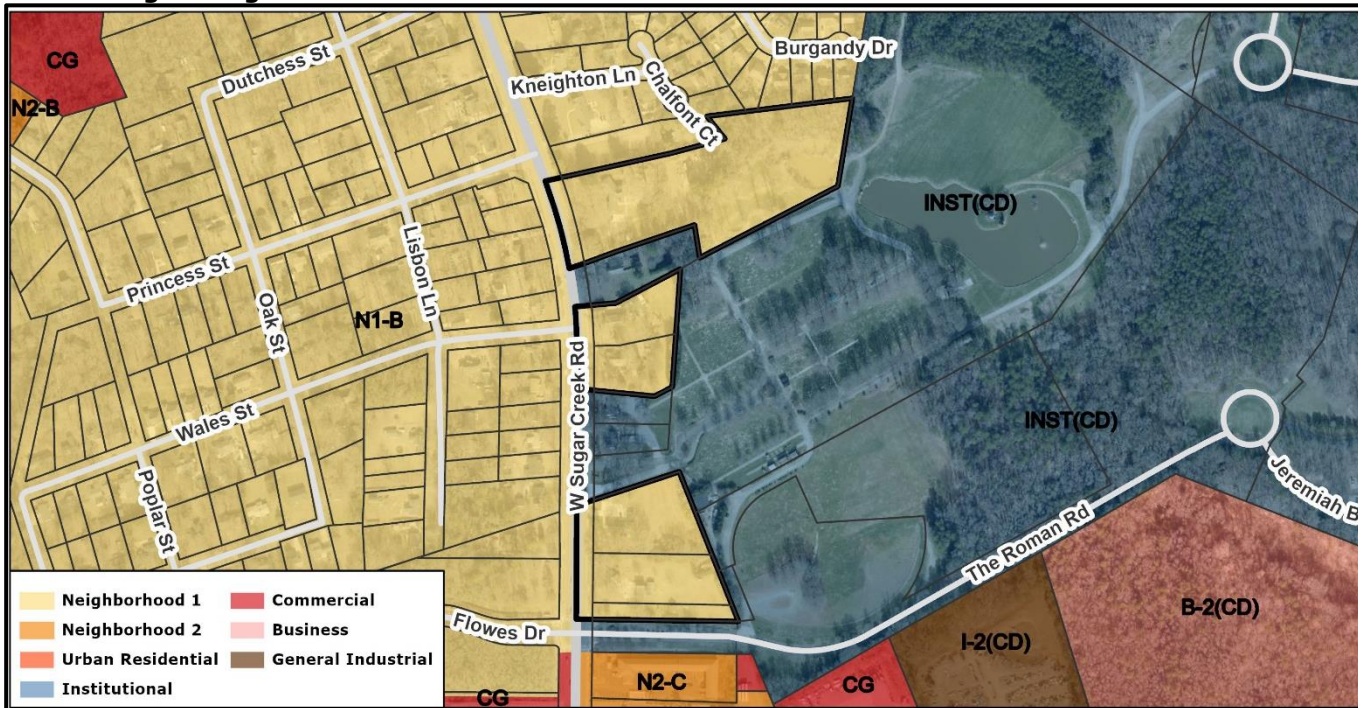 CG
Dutchess St
Burgandy Dr
Kneighton Ln
Chalfont Ct
N2-B
INST(CD)
Princess St
Lisbon Ln
Oak St
N1-B
W Sugar Creek Rd
Wales St
INST(CD)
Poplar St
Jeremiah B
The Roman Rd
B-2(CD)
I-2(CD)
Flowes Dr
N2-C
CG
CG
Neighborhood 1
Neighborhood 2
Urban Residential
Institutional
Commercial
Business
General Industrial